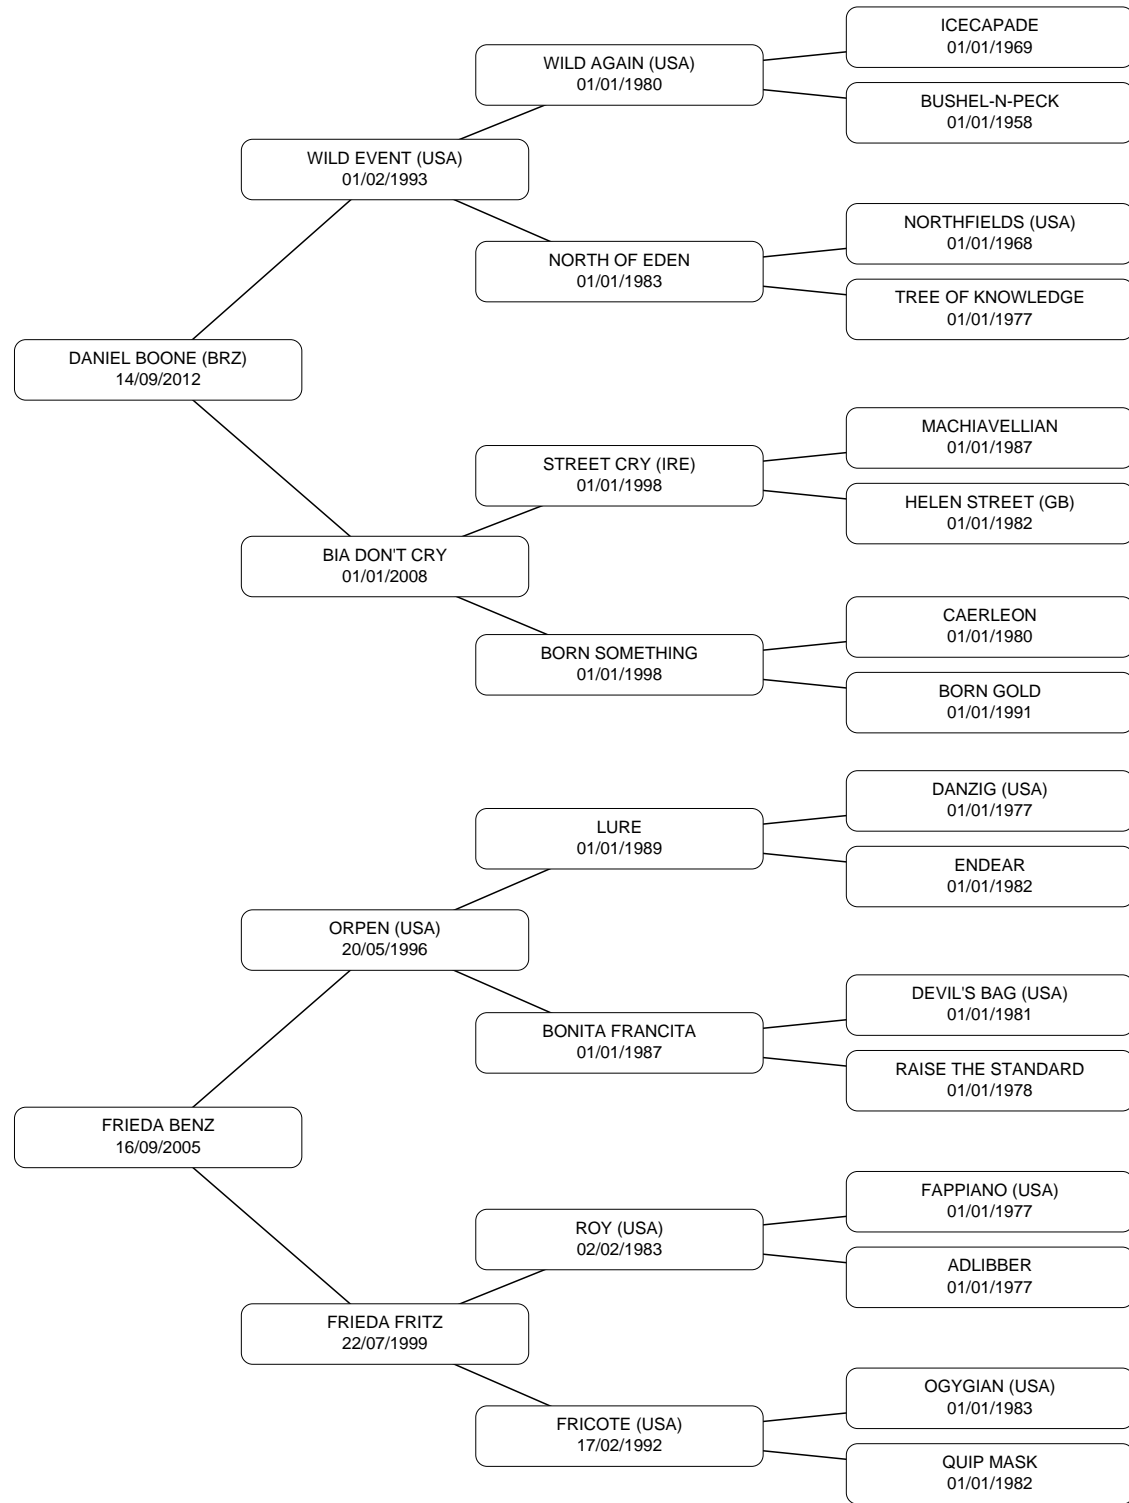 ICECAPADE
01/01/1969
WILD AGAIN (USA)
01/01/1980
BUSHEL-N-PECK
01/01/1958
WILD EVENT (USA)
01/02/1993
NORTHFIELDS (USA)
01/01/1968
NORTH OF EDEN
01/01/1983
TREE OF KNOWLEDGE
01/01/1977
DANIEL BOONE (BRZ)
14/09/2012
MACHIAVELLIAN
01/01/1987
STREET CRY (IRE)
01/01/1998
HELEN STREET (GB)
01/01/1982
BIA DON'T CRY
01/01/2008
CAERLEON
01/01/1980
BORN SOMETHING
01/01/1998
BORN GOLD
01/01/1991
DANZIG (USA)
01/01/1977
LURE
01/01/1989
ENDEAR
01/01/1982
ORPEN (USA)
20/05/1996
DEVIL'S BAG (USA)
01/01/1981
BONITA FRANCITA
01/01/1987
RAISE THE STANDARD
01/01/1978
FRIEDA BENZ
16/09/2005
FAPPIANO (USA)
01/01/1977
ROY (USA)
02/02/1983
ADLIBBER
01/01/1977
FRIEDA FRITZ
22/07/1999
OGYGIAN (USA)
01/01/1983
FRICOTE (USA)
17/02/1992
QUIP MASK
01/01/1982